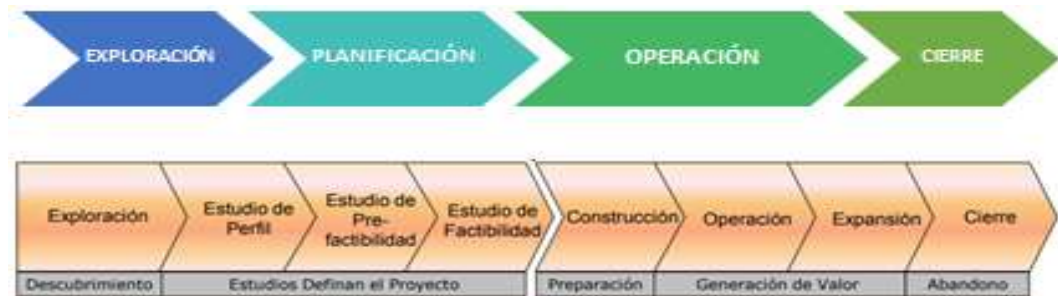 EXPLORACIÓN
PLANIFICACIÓN
OPERACIÓN
CIERRE
Exploración
Estudio de
Perfil
Estudio de
Pre-
factibilidad
Estudio de
Factibilidad
Construcción
Operación
Expansión
Cierre
Descubrimiento
Estudios Definan el Proyecto
Preparación
Generación de Valor
Abandono